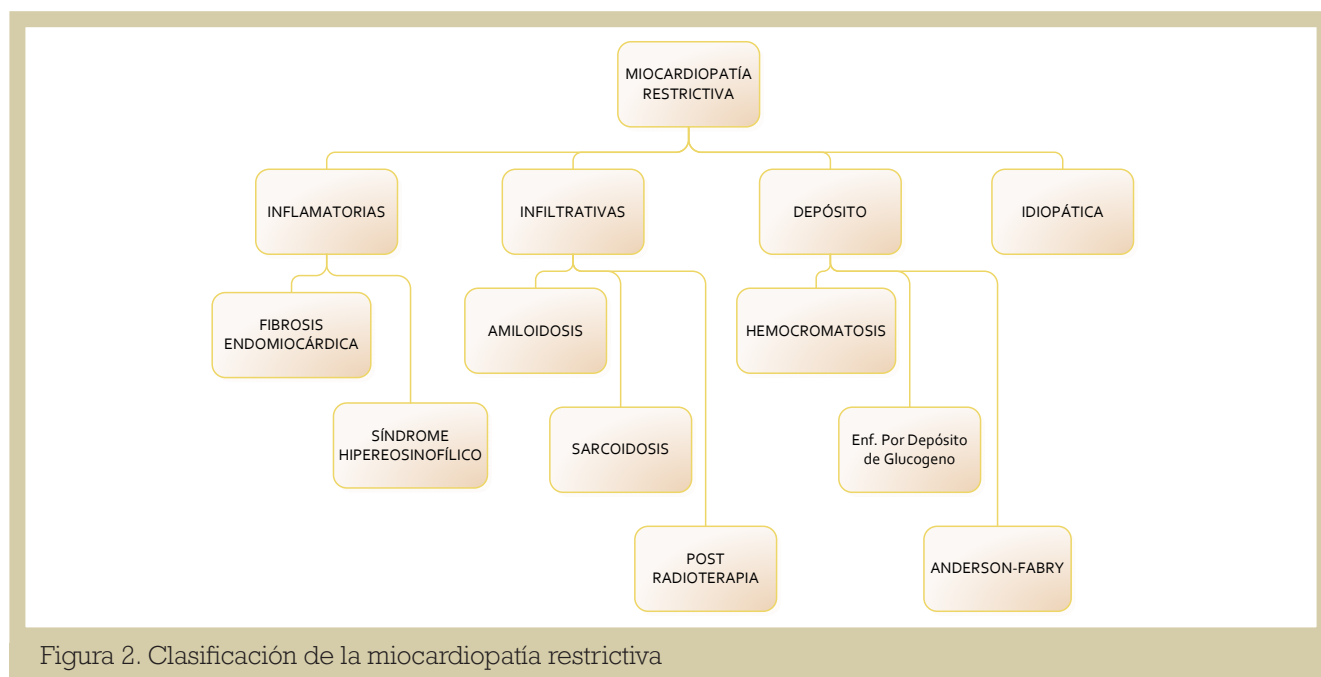 MIOCARDIOPATÍA
RESTRICTIVA
INFLAMATORIAS
INFILTRATIVAS
DEPÓSITO
IDIOPÁTICA
FIBROSIS
ENDOMIOCÁRDICA
AMILOIDOSIS
HEMOCROMATOSIS
SÍNDROME
HIPEREOSINOFÍLICO
SARCOIDOSIS
Enf. Por Depósito
de Glucogeno
POST
RADIOTERAPIA
ANDERSON-FABRY
Figura 2. Clasificación de la miocardiopatía restrictiva